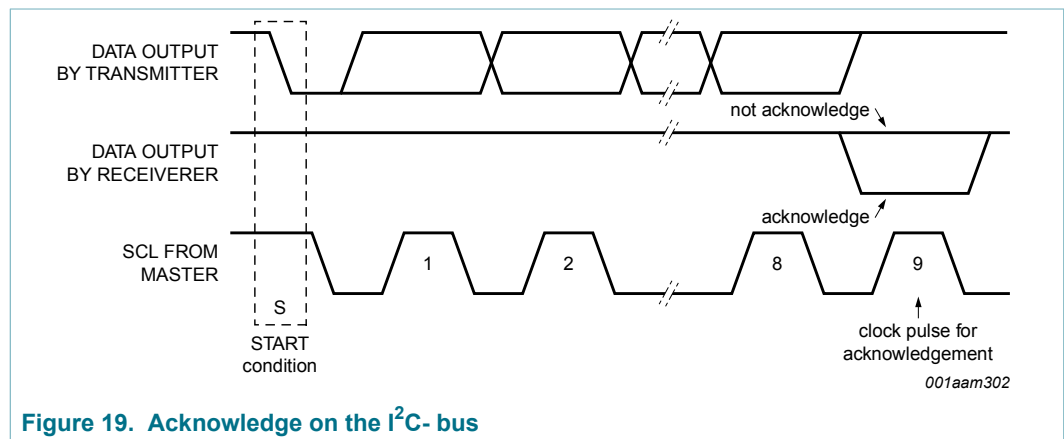 DATA OUTPUT
BY TRANSMITTER
not acknowledge
DATA OUTPUT
BY RECEIVERER
acknowledge
SCL FROM
MASTER
1
2
8
9
S
START
condition
clock pulse for
acknowledgement
001aam302
Figure 19. Acknowledge on the I²C- bus